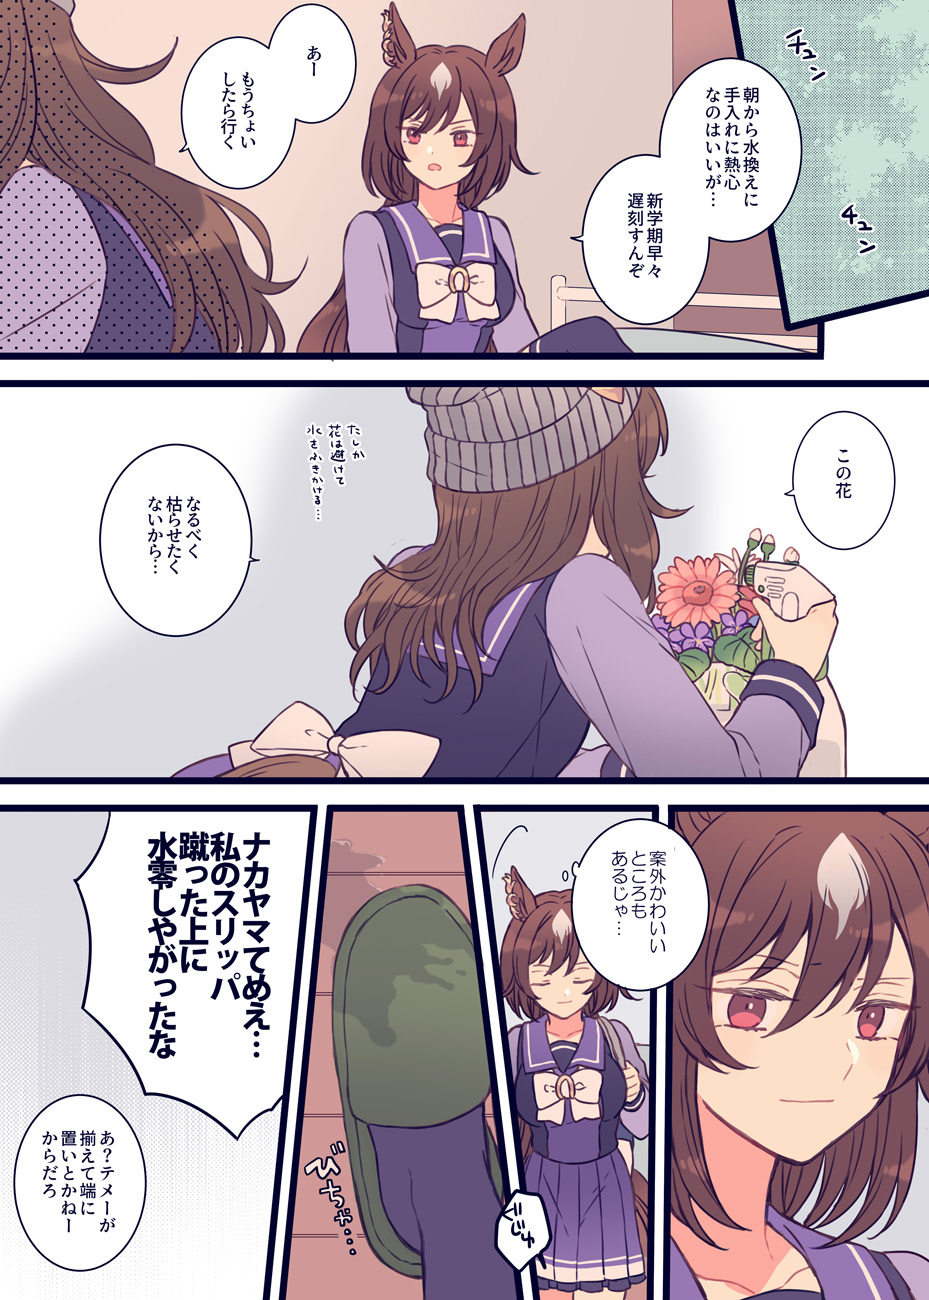 チュン
チュン
朝から水換えに
手入れに熱心
なのはいいが…
新学期早々
遅刻すんぞ
あー
もうちょい
したら行く
この花
たしか
花は避けて
水をふきかける…
なるべく
枯らせたく
ないから…
案外かわいい
ところも
あるじゃ…
ぐじゅ
びちゃ…
ナカヤマてめえ…
私のスリッパ
蹴った上に
水零しやがったな
あ？テメーが
揃えて端に
置いとかねー
からだろ